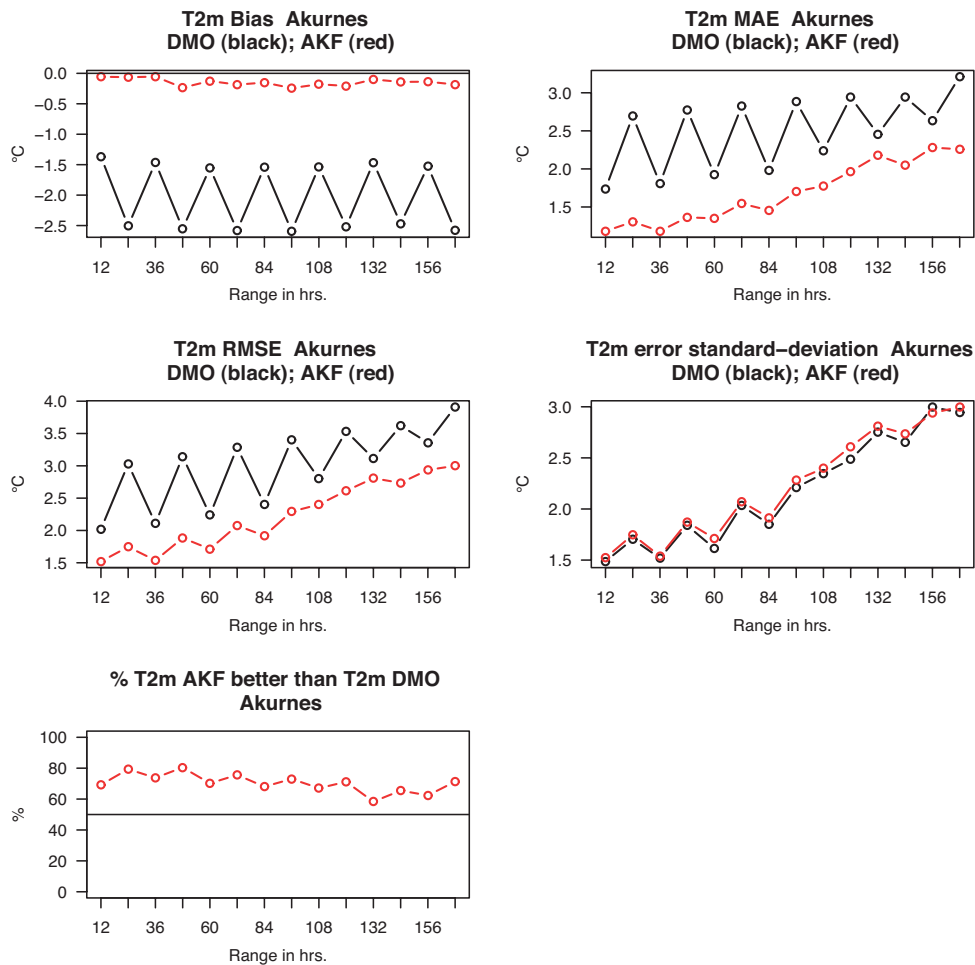 T2m Bias  Akurnes
DMO (black); AKF (red)
0.0
−0.5
−1.0
−1.5
−2.0
−2.5
°C
12 36 60 84 108 132 156
Range in hrs.
T2m MAE  Akurnes
DMO (black); AKF (red)
3.0
2.5
2.0
1.5
°C
12 36 60 84 108 132 156
Range in hrs.
T2m RMSE  Akurnes
DMO (black); AKF (red)
4.0
3.5
3.0
2.5
2.0
1.5
°C
12 36 60 84 108 132 156
Range in hrs.
T2m error standard−deviation  Akurnes
DMO (black); AKF (red)
3.0
2.5
2.0
1.5
°C
12 36 60 84 108 132 156
Range in hrs.
% T2m AKF better than T2m DMO
Akurnes
100
80
60
40
20
0
%
12 36 60 84 108 132 156
Range in hrs.